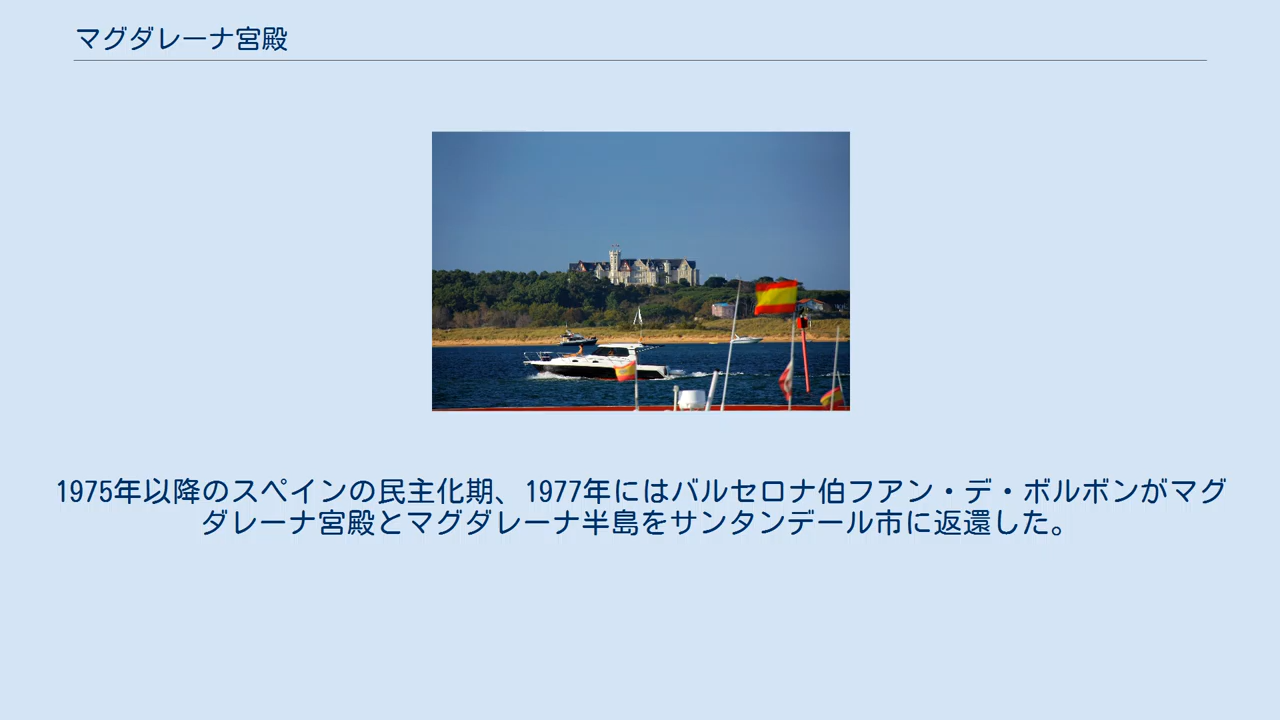 マグダレーナ宮殿
1975年以降のスペインの民主化期、1977年にはバルセロナ伯フアン・デ・ボルボンがマグ
ダレーナ宮殿とマグダレーナ半島をサンタンデール市に返還した。